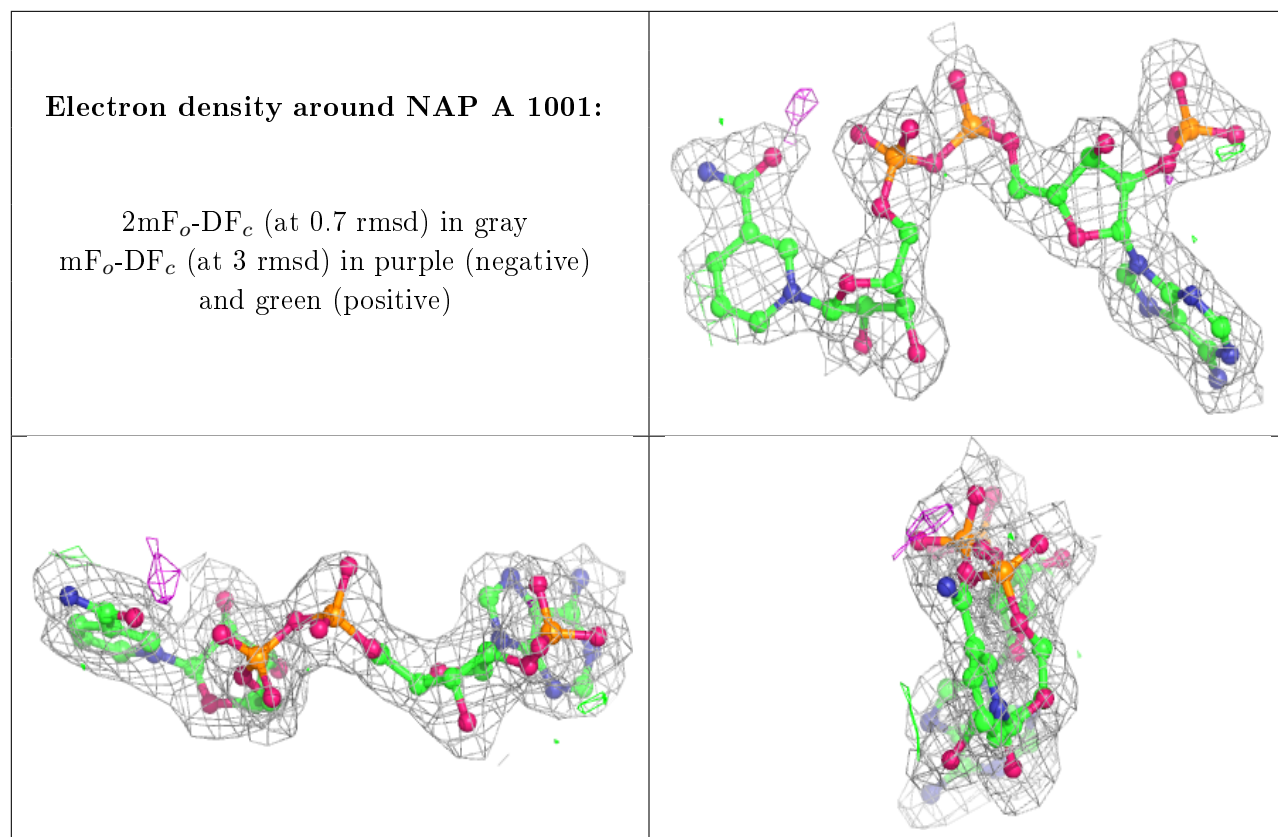 Electron density around NAP A 1001:
2mFo-DFc (at 0.7 rmsd) in gray
mFo-DFc (at 3 rmsd) in purple (negative)
and green (positive)